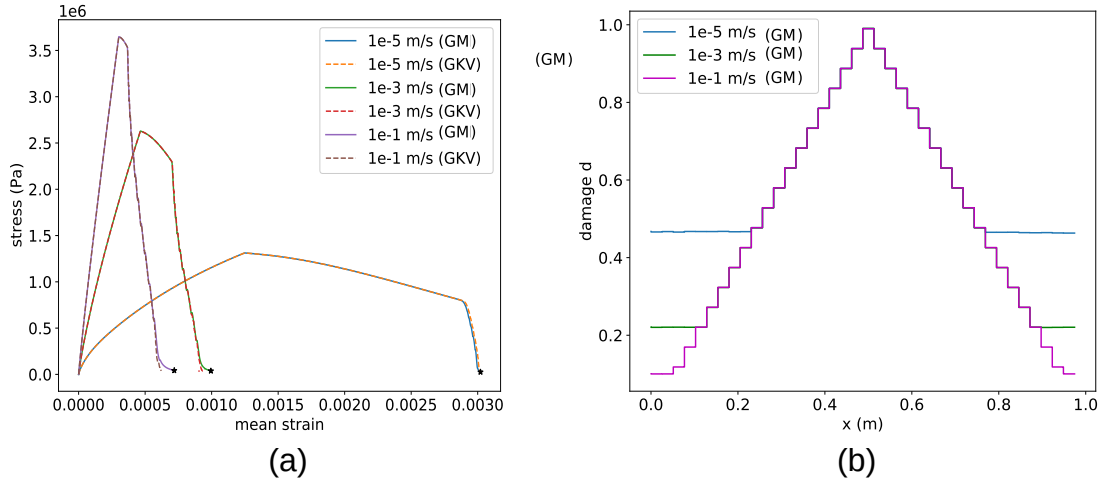 1e6
3.5
3.0
2.5
2.0
1.5
1.0
0.5
0.0
stress (Pa)
1e-5 m/s (GM)
1e-5 m/s (GKV)
1e-3 m/s (GM)
1e-3 m/s (GKV)
1e-1 m/s (GM)
1e-1 m/s (GKV)
0.0000 0.0005 0.0010 0.0015 0.0020 0.0025 0.0030
mean strain
(a)
(GM)
1.0
0.8
0.6
0.4
0.2
damage d
1e-5 m/s (GM)
1e-3 m/s (GM)
1e-1 m/s (GM)
0.0 0.2 0.4 0.6 0.8 1.0
x (m)
(b)